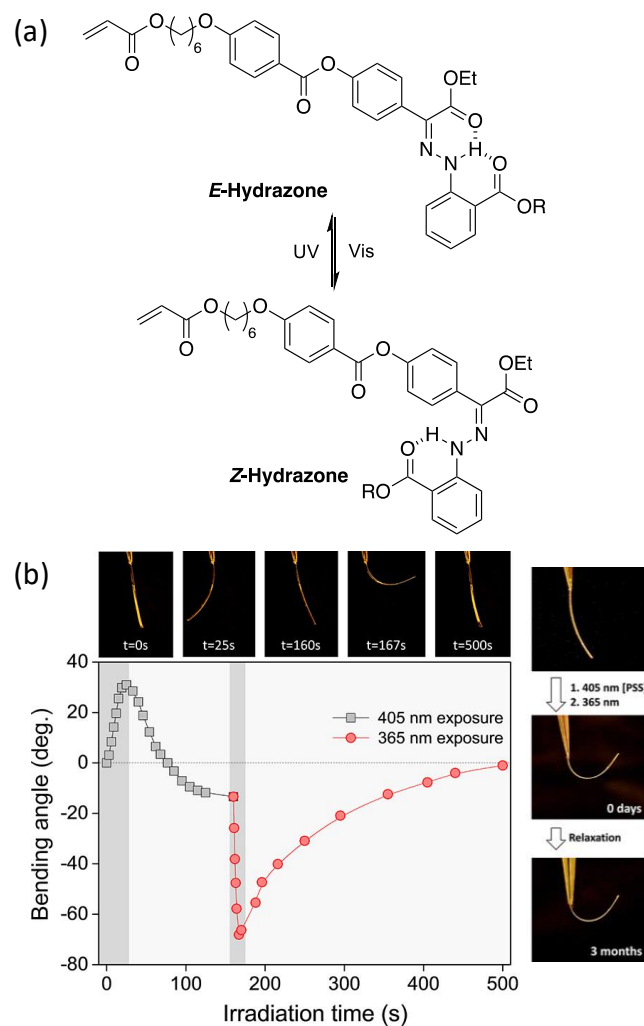 (a)
O
O
O
6
O
O
O
OEt
O
N
N
H
O
OR
E-Hydrazone
UV
Vis
O
O
O
6
O
O
O
OEt
O
N
N
H
O
RO
Z-Hydrazone
(b)
t=0s
t=25s
t=160s
t=167s
t=500s
40
20
0
-20
-40
-60
-80
Bending angle (deg.)
405 nm exposure
365 nm exposure
0
100
200
300
400
500
Irradiation time (s)
1. 405 nm [PSS]
2. 365 nm
0 days
Relaxation
3 months